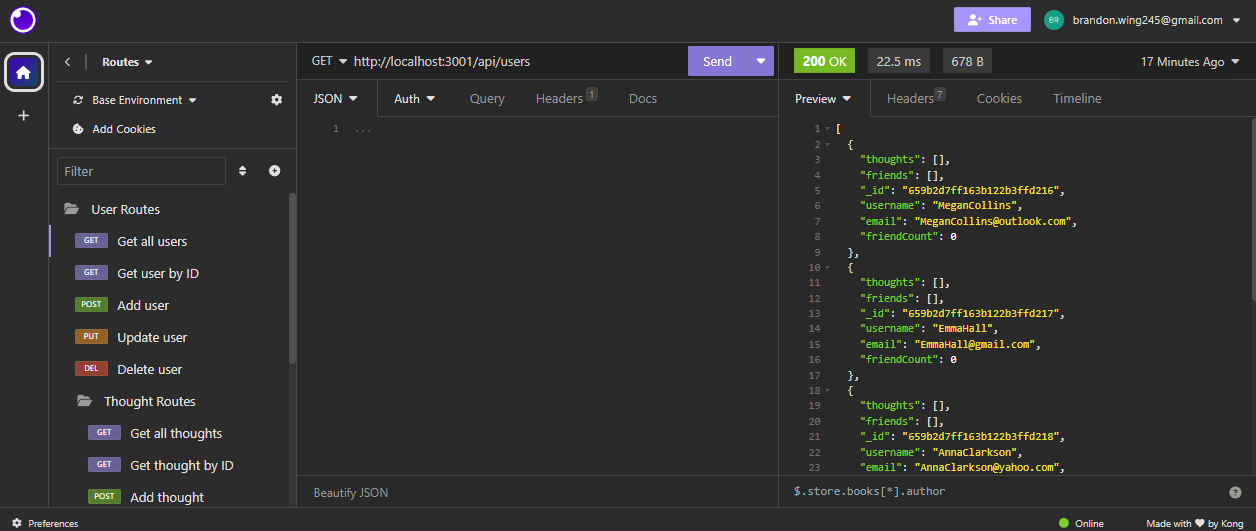 Share
BR
brandon.wing245@gmail.com
Routes
Base Environment
Add Cookies
Filter
User Routes
GET Get all users
GET Get user by ID
POST Add user
PUT Update user
DEL Delete user
Thought Routes
GET Get all thoughts
GET Get thought by ID
POST Add thought
GET http://localhost:3001/api/users Send
JSON Auth Query Headers 1 Docs
1 ...
Beautify JSON
200 OK 22.5 ms 678 B 17 Minutes Ago
Preview Headers 7 Cookies Timeline
1 [
2 {
3 "thoughts": [],
4 "friends": [],
5 "_id": "659b2d7ff163b122b3ffd216",
6 "username": "MeganCollins",
7 "email": "MeganCollins@outlook.com",
8 "friendCount": 0
9 },
10 {
11 "thoughts": [],
12 "friends": [],
13 "_id": "659b2d7ff163b122b3ffd217",
14 "username": "EmmaHall",
15 "email": "EmmaHall@gmail.com",
16 "friendCount": 0
17 },
18 {
19 "thoughts": [],
20 "friends": [],
21 "_id": "659b2d7ff163b122b3ffd218",
22 "username": "AnnaClarkson",
23 "email": "AnnaClarkson@yahoo.com",
$.store.books[*].author
Preferences
Online
Made with ♥ by Kong